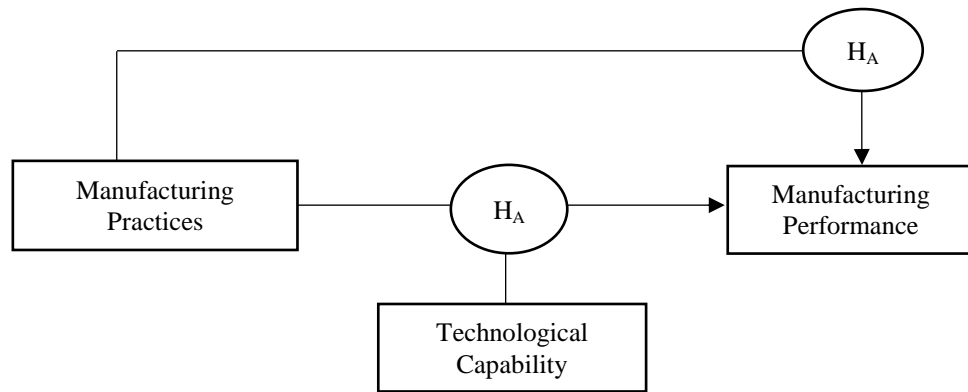 H_A
Manufacturing
Practices
H_A
Manufacturing
Performance
Technological
Capability